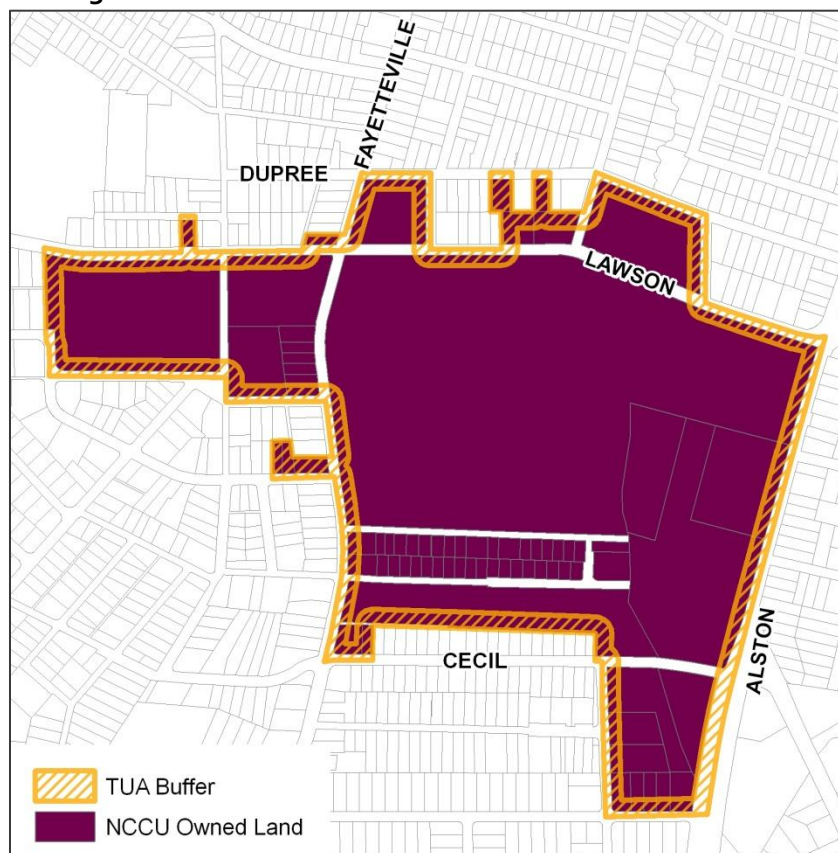 FAYETTEVILLE
DUPREE
LAWSON
ALSTON
CECIL
TUA Buffer
NCCU Owned Land